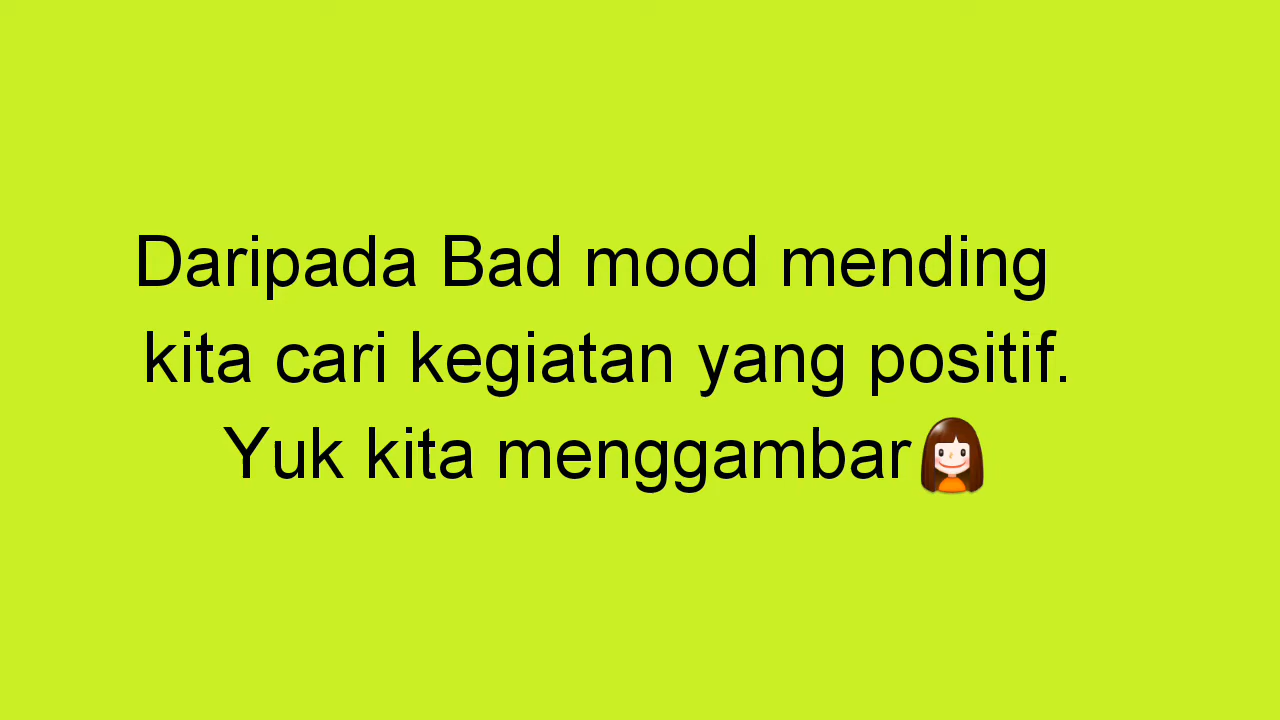 Daripada Bad mood mending
kita cari kegiatan yang positif.
Yuk kita menggambar👩